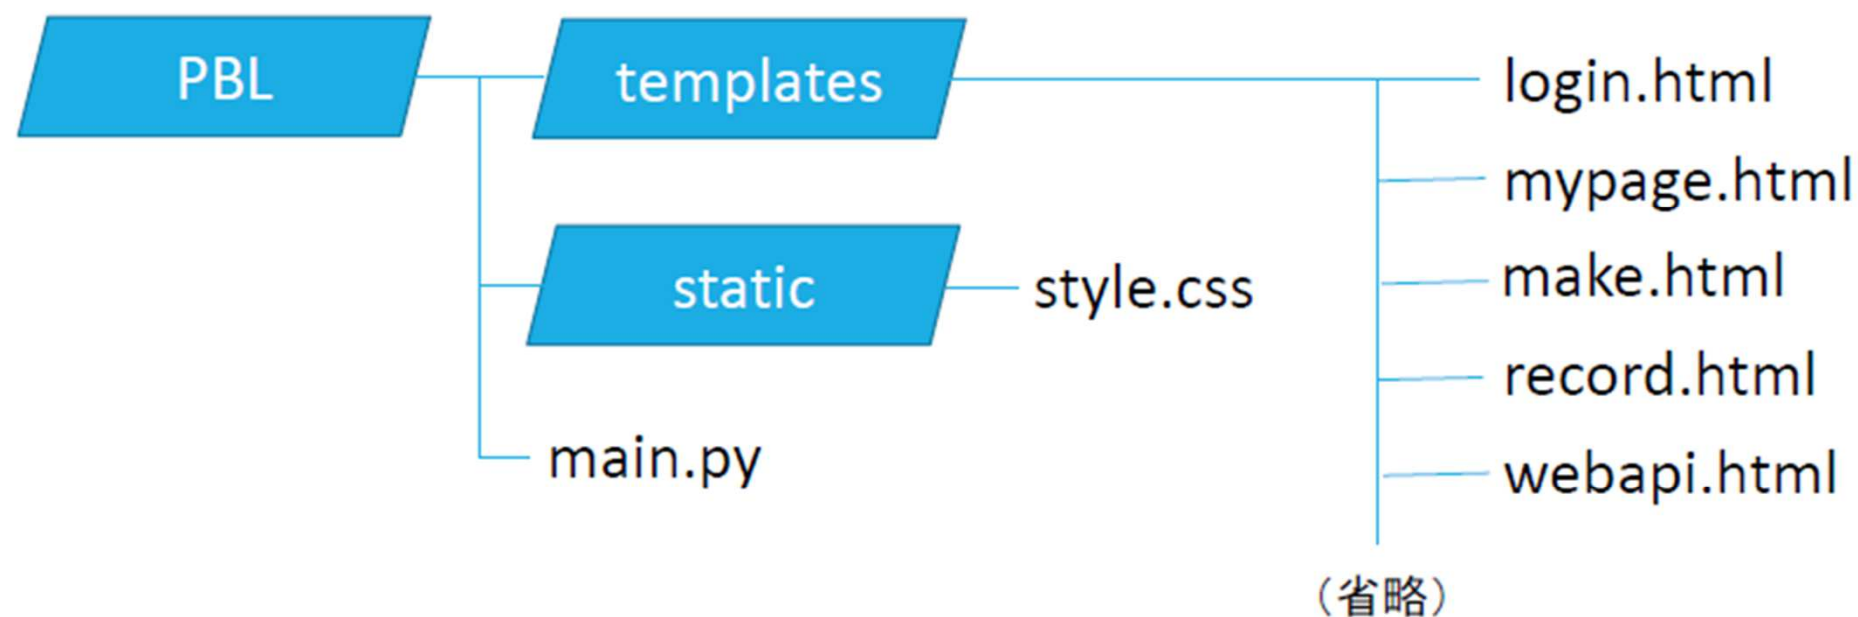 PBL
templates
login.html
mypage.html
make.html
static
style.css
record.html
main.py
webapi.html
（省略）